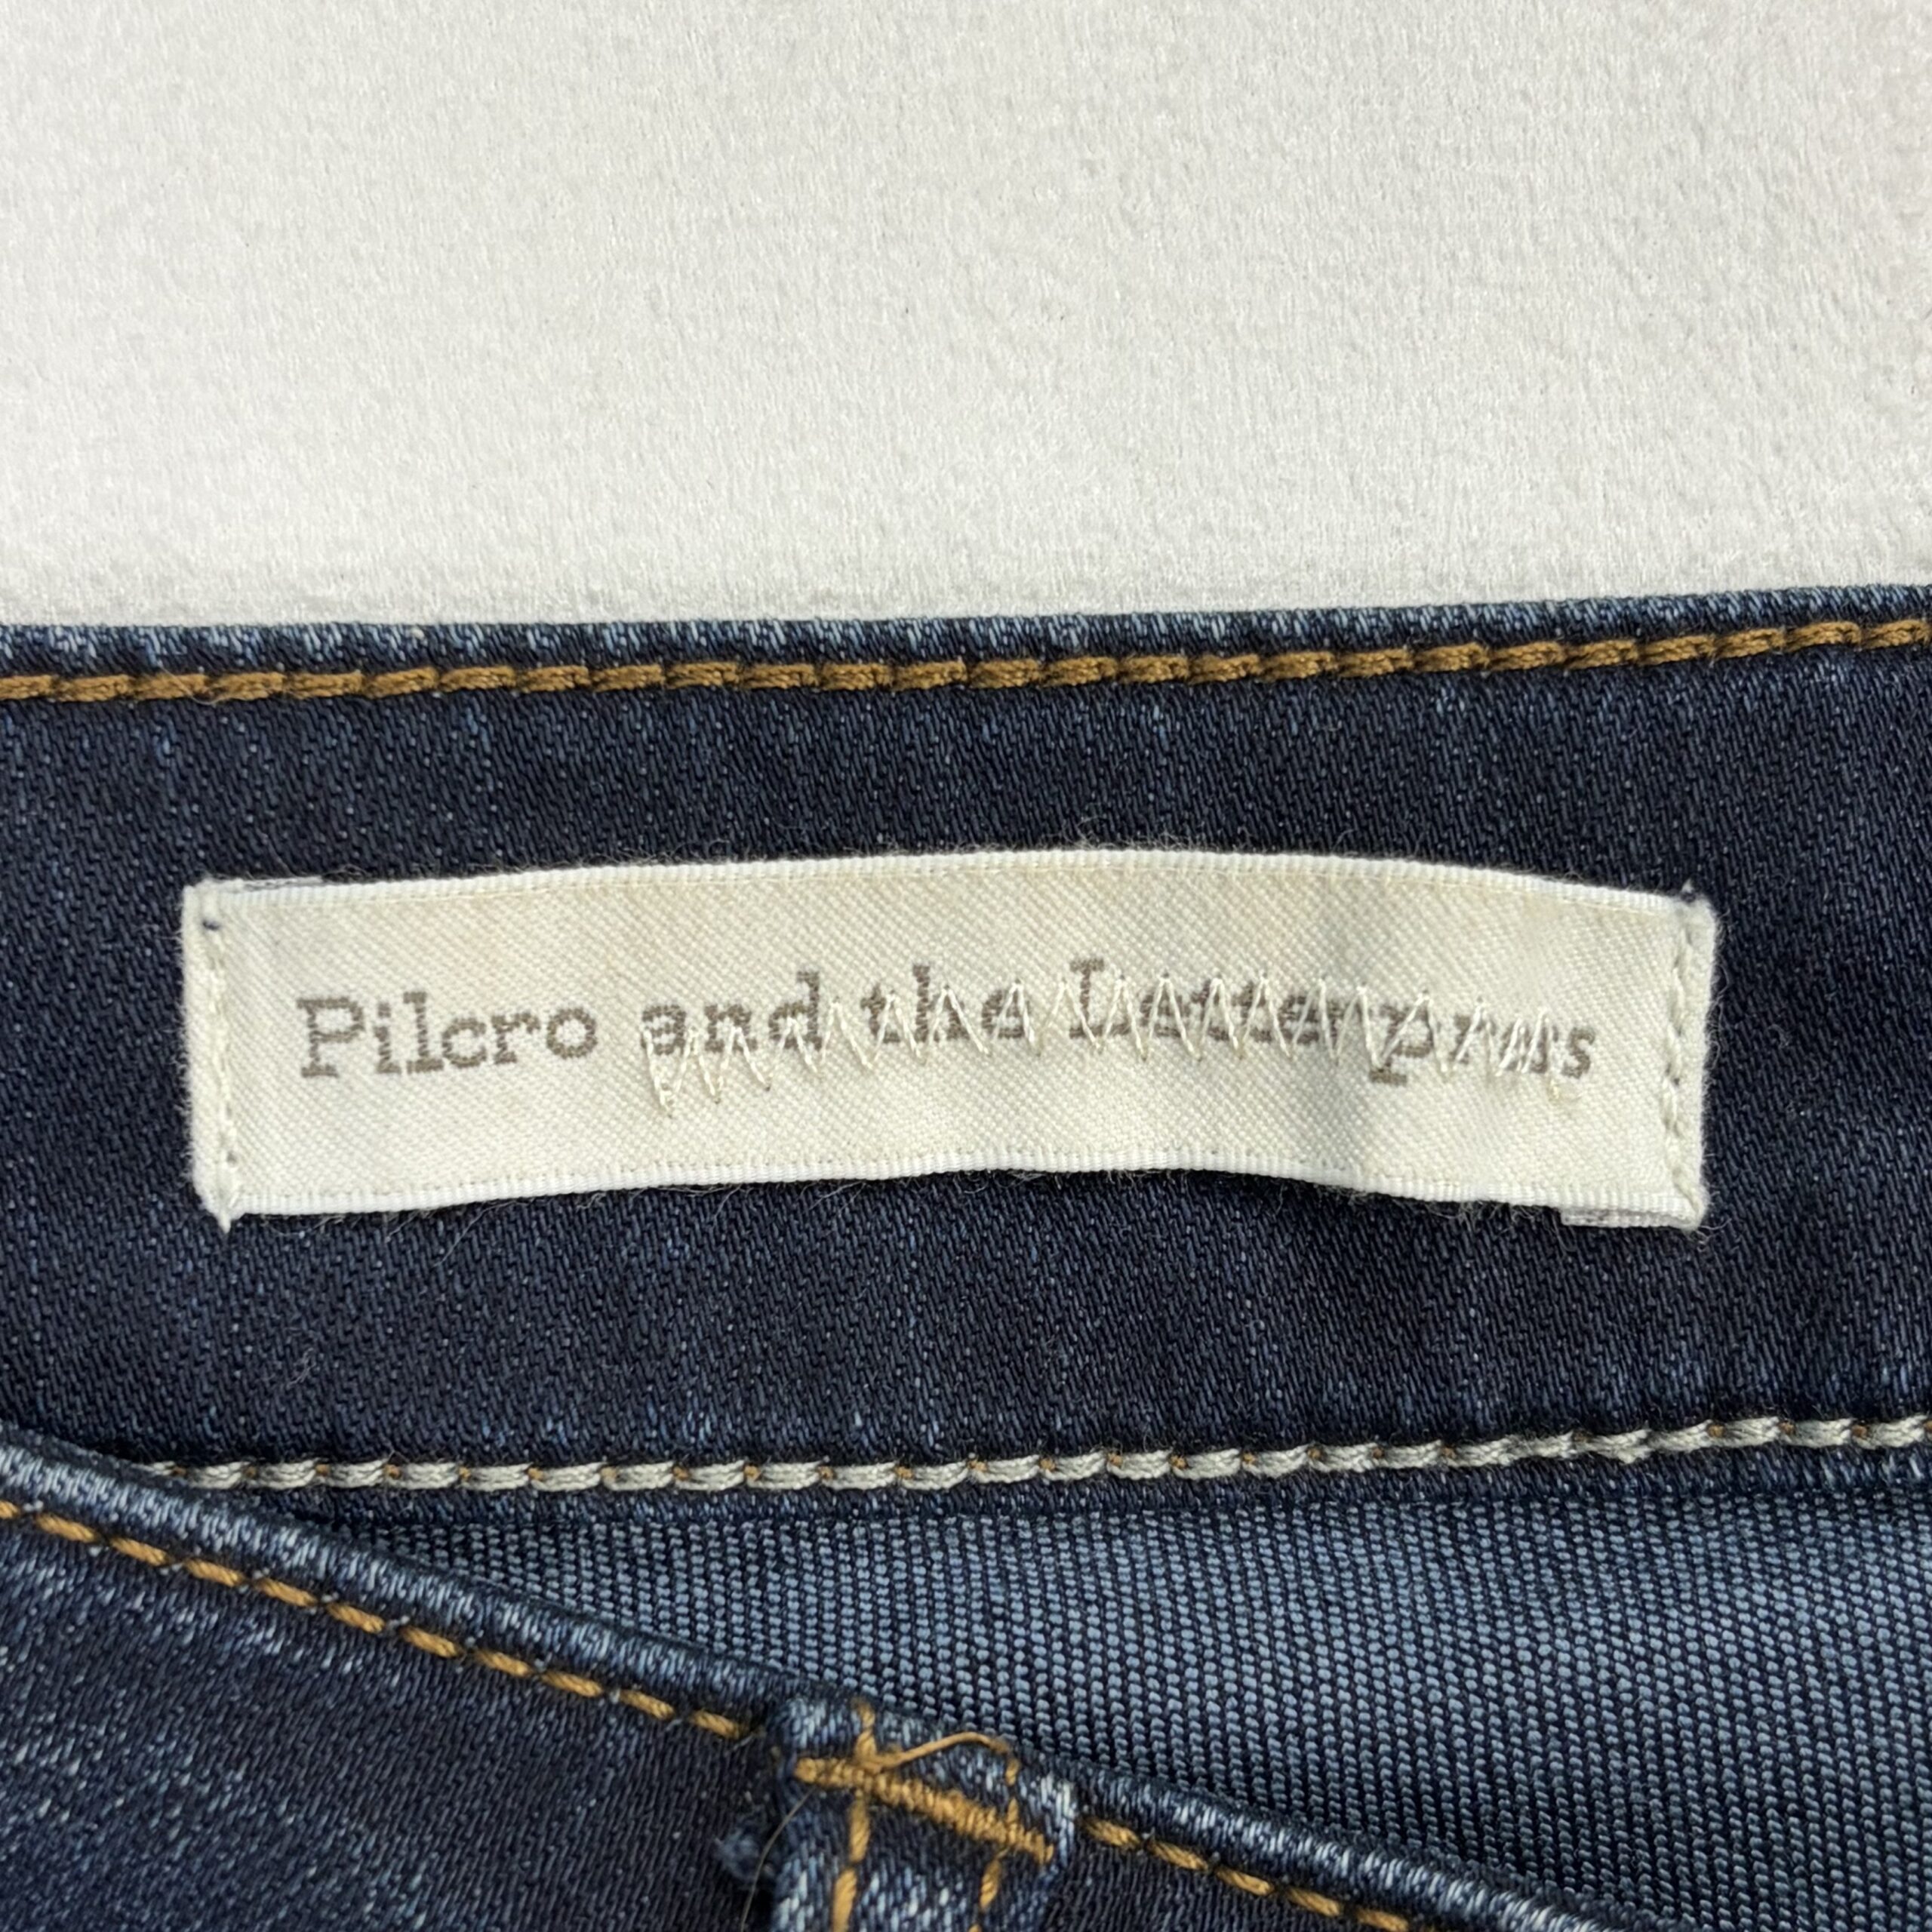 Pilcro and the Letterpress